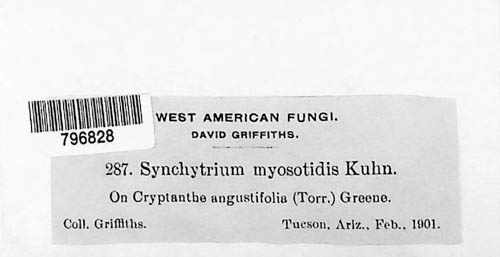 WEST AMERICAN FUNGI.
DAVID GRIFFITHS.
796828
287. Synchytrium myosotidis Kuhn.
On Cryptanthe angustifolia (Torr.) Greene.
Coll. Griffiths. Tucson, Ariz., Feb., 1901.